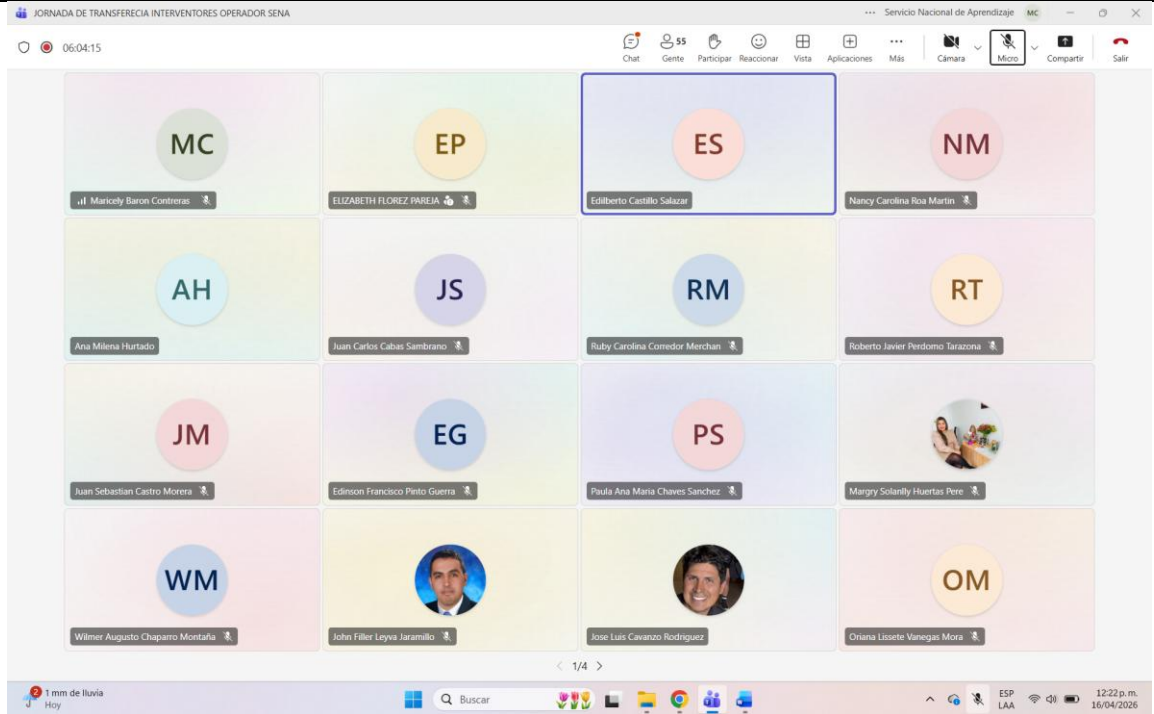 JORNADA DE TRANSFERECIA INTERVENTORES OPERADOR SENA
Servicio Nacional de Aprendizaje MC
06:04:15
55
Chat Gente Participar Reaccionar Vista Aplicaciones Más Cámara Micro Compartir Salir
MC EP ES NM
Maricely Baron Contreras ELIZABETH FLOREZ PAREJA Edilberto Castillo Salazar Nancy Carolina Roa Martin
AH JS RM RT
Ana Milena Hurtado Juan Carlos Cabas Sambrano Ruby Carolina Corredor Merchan Roberto Javier Perdomo Tarazona
JM EG PS
Juan Sebastian Castro Morera Edinson Francisco Pinto Guerra Paula Ana Maria Chaves Sanchez Margry Solanlly Huertas Pere
WM OM
Wilmer Augusto Chaparro Montaña John Filler Leyva Jaramillo Jose Luis Cavanzo Rodriguez Oriana Lissete Vanegas Mora
1/4
2 1 mm de lluvia
Hoy
Buscar
ESP
LAA
12:22 p. m.
16/04/2026